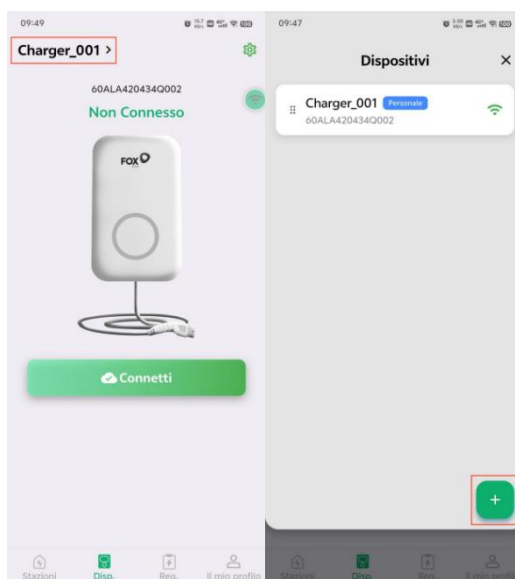 09:49
Charger_001 >
60ALA420434Q002
Non Connesso
FOX
Connetti
Stazioni
Disp.
Reg.
Il mio profilo
09:47
Dispositivi
Charger_001 Personale
60ALA420434Q002
+
Stazioni
Disp.
Reg.
Il mio profilo